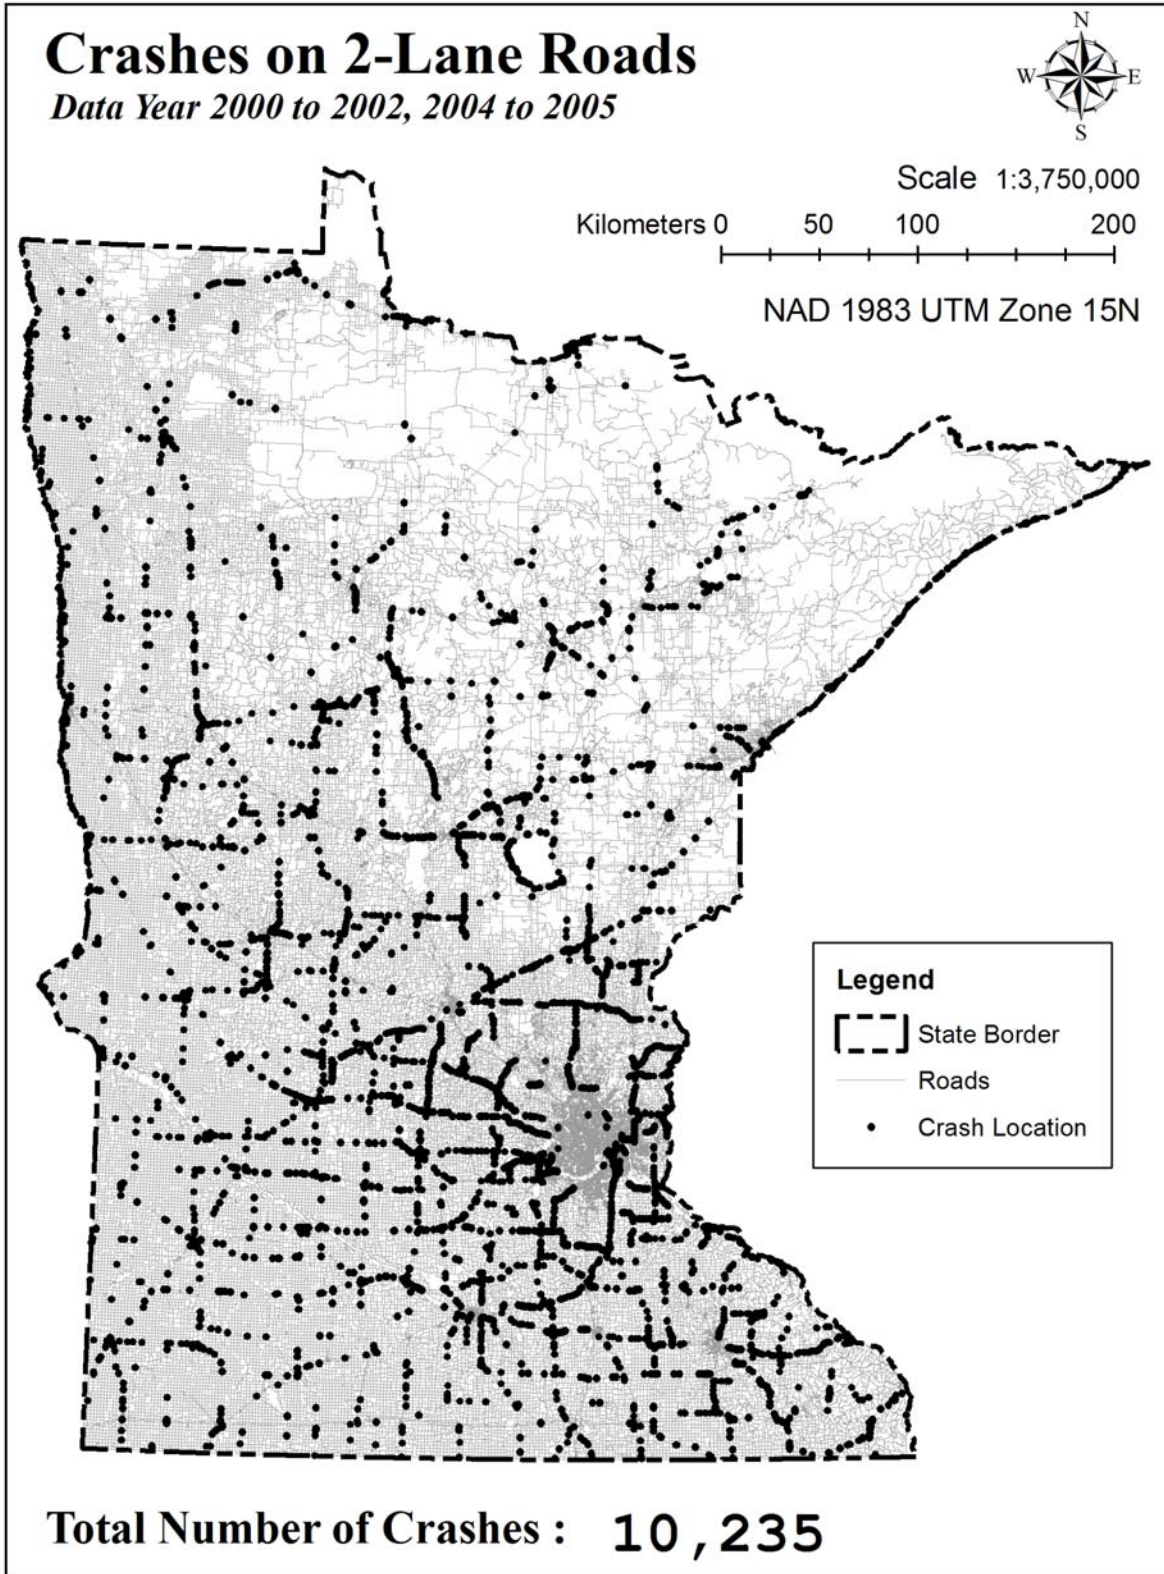 Crashes on 2-Lane Roads
Data Year 2000 to 2002, 2004 to 2005
N
W E
S
Scale 1:3,750,000
Kilometers 0 50 100 200
NAD 1983 UTM Zone 15N
Legend
State Border
Roads
Crash Location
Total Number of Crashes : 10,235